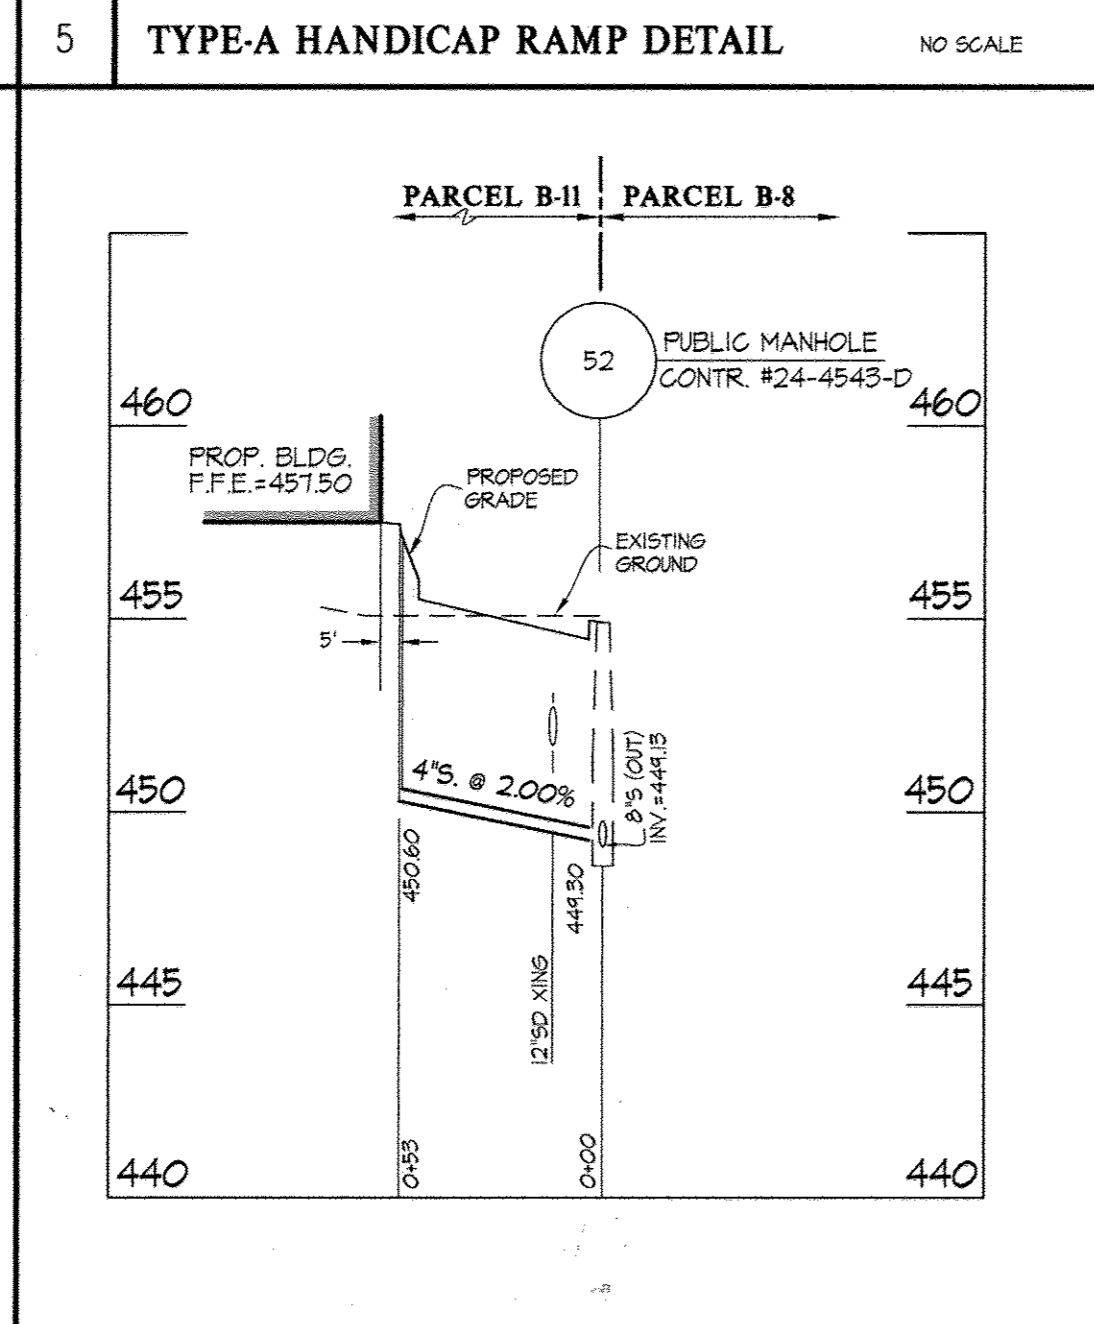 5
TYPE-A HANDICAP RAMP DETAIL
NO SCALE
PARCEL B-11
PARCEL B-8
52
PUBLIC MANHOLE
CONTR. #24-4543-D
460
460
PROP. BLDG.
F.F.E.=457.50
PROPOSED
GRADE
EXISTING
GROUND
455
455
5'
8"S (OUT)
INV.=449.13
4"S. @ 2.00%
450
450
450.60
449.30
12"SD XING
445
445
0+53
0+00
440
440